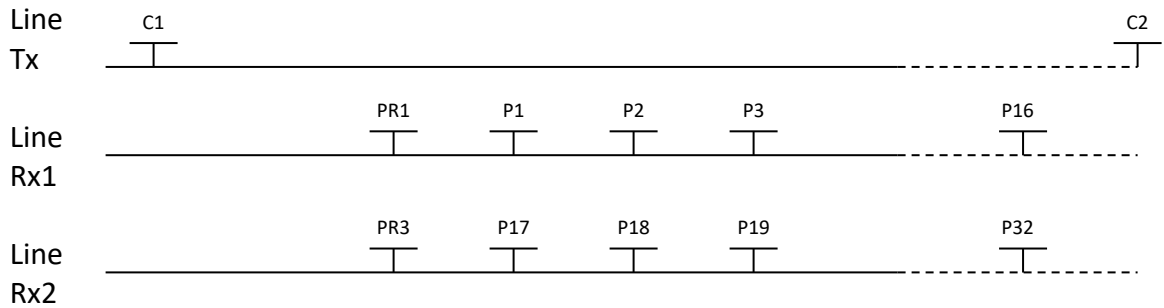 Line
Tx
C1
C2
Line
Rx1
PR1 P1 P2 P3 P16
Line
Rx2
PR3 P17 P18 P19 P32